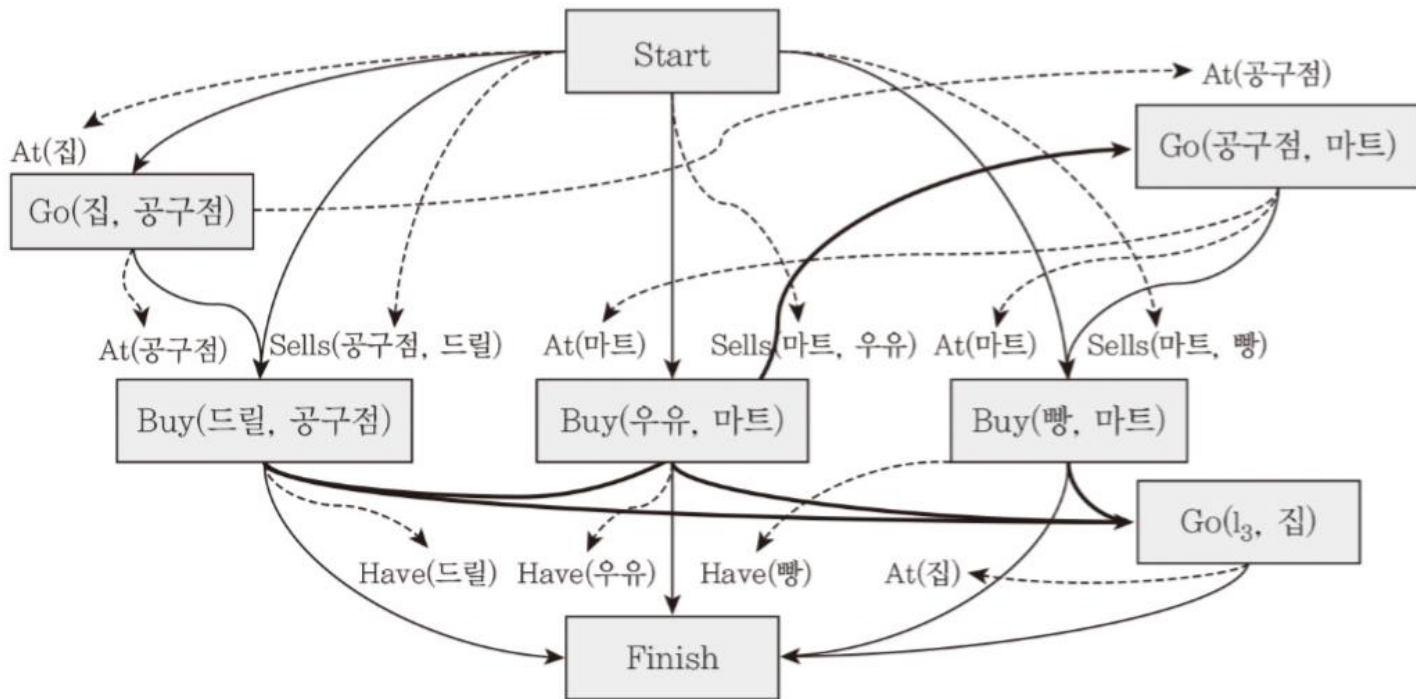 Start
At(공구점)
Go(공구점, 마트)
At(집)
Go(집, 공구점)
At(공구점)
Sells(공구점, 드릴)
At(마트)
Sells(마트, 우유)
At(마트)
Sells(마트, 빵)
Buy(드릴, 공구점)
Buy(우유, 마트)
Buy(빵, 마트)
Go(l₃, 집)
Have(드릴)
Have(우유)
Have(빵)
At(집)
Finish